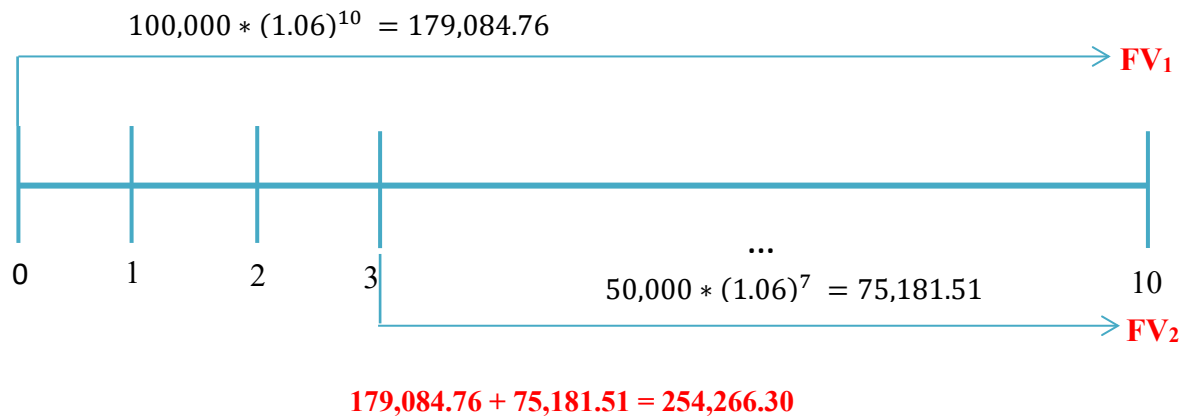 100,000 * (1.06)¹⁰ = 179,084.76
FV₁
0 1 2 3 ... 10
50,000 * (1.06)⁷ = 75,181.51
FV₂
179,084.76 + 75,181.51 = 254,266.30